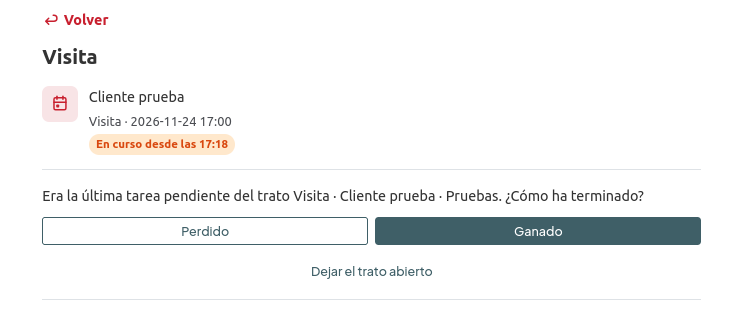 Volver
Visita
Cliente prueba
Visita · 2026-11-24 17:00
En curso desde las 17:18
Era la última tarea pendiente del trato Visita · Cliente prueba · Pruebas. ¿Cómo ha terminado?
Perdido
Ganado
Dejar el trato abierto